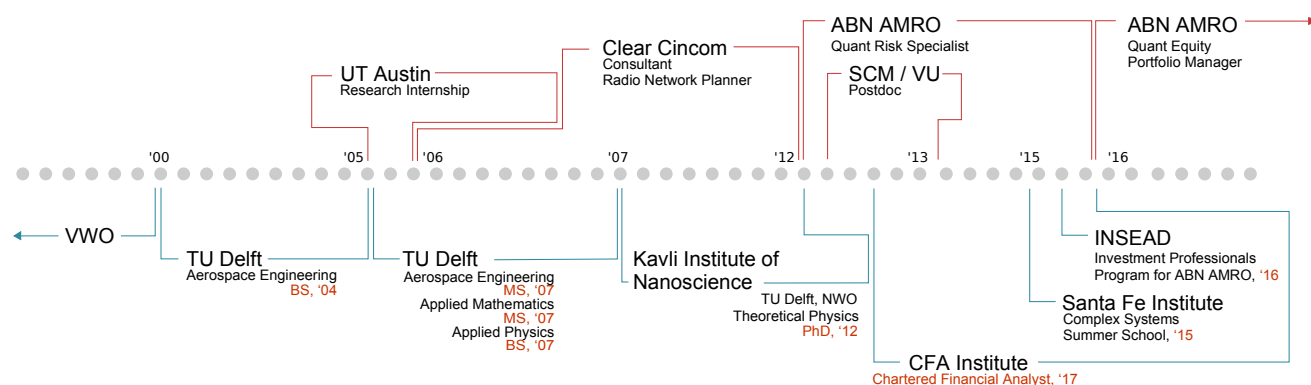 ABN AMRO
Quant Risk Specialist
ABN AMRO
Quant Equity
Portfolio Manager
Clear Cincom
Consultant
Radio Network Planner
UT Austin
Research Internship
SCM / VU
Postdoc
'00
'05
'06
'07
'12
'13
'15
'16
VWO
TU Delft
Aerospace Engineering
BS, ‘04
TU Delft
Aerospace Engineering
MS, ‘07
Applied Mathematics
MS, ‘07
Applied Physics
BS, ‘07
Kavli Institute of
Nanoscience
TU Delft, NWO
Theoretical Physics
PhD, ‘12
INSEAD
Investment Professionals
Program for ABN AMRO, ‘16
Santa Fe Institute
Complex Systems
Summer School, ‘15
CFA Institute
Chartered Financial Analyst, ‘17